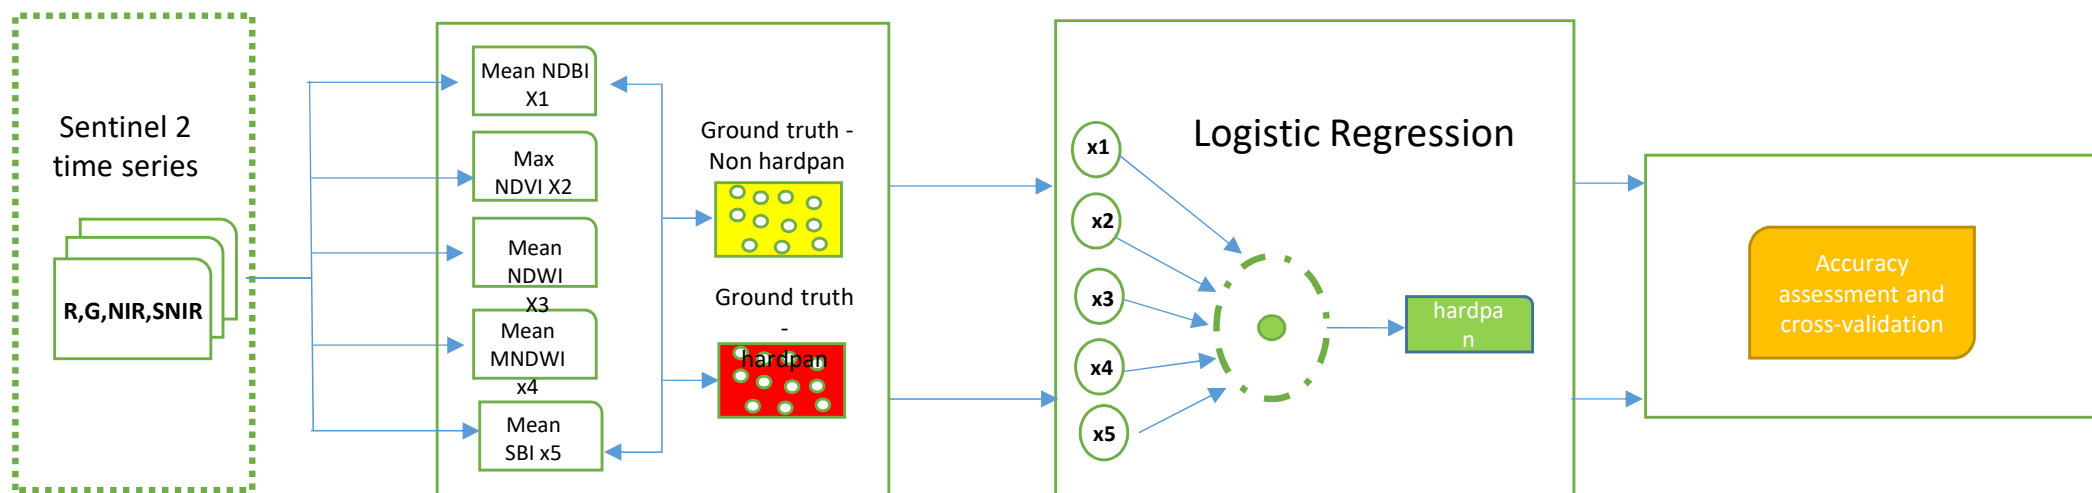 Sentinel 2
time series
R,G,NIR,SNIR
Mean NDBI
X1
Max
NDVI X2
Mean
NDWI
X3
Mean
MNDWI
x4
Mean
SBI x5
Ground truth -
Non hardpan
Ground truth
-
hardpan
Logistic Regression
x1
x2
x3
x4
x5
hardpa
n
Accuracy
assessment and
cross-validation